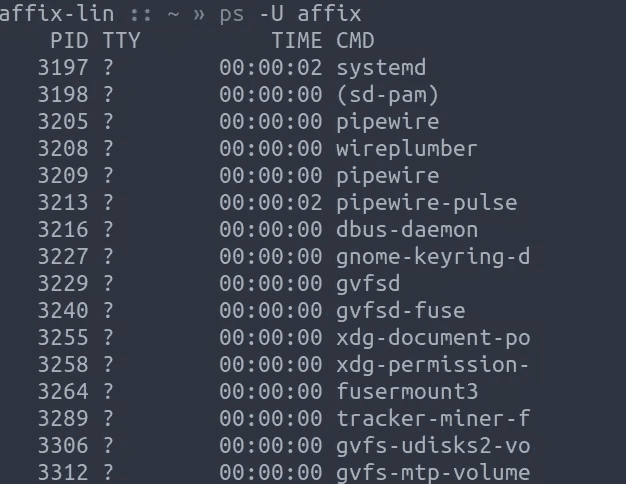 affix-lin :: ~ » ps -U affix
PID TTY TIME CMD
3197 ? 00:00:02 systemd
3198 ? 00:00:00 (sd-pam)
3205 ? 00:00:00 pipewire
3208 ? 00:00:00 wireplumber
3209 ? 00:00:00 pipewire
3213 ? 00:00:02 pipewire-pulse
3216 ? 00:00:00 dbus-daemon
3227 ? 00:00:00 gnome-keyring-d
3229 ? 00:00:00 gvfsd
3240 ? 00:00:00 gvfsd-fuse
3255 ? 00:00:00 xdg-document-po
3258 ? 00:00:00 xdg-permission-
3264 ? 00:00:00 fusermount3
3289 ? 00:00:00 tracker-miner-f
3306 ? 00:00:00 gvfs-udisks2-vo
3312 ? 00:00:00 gvfs-mtp-volume